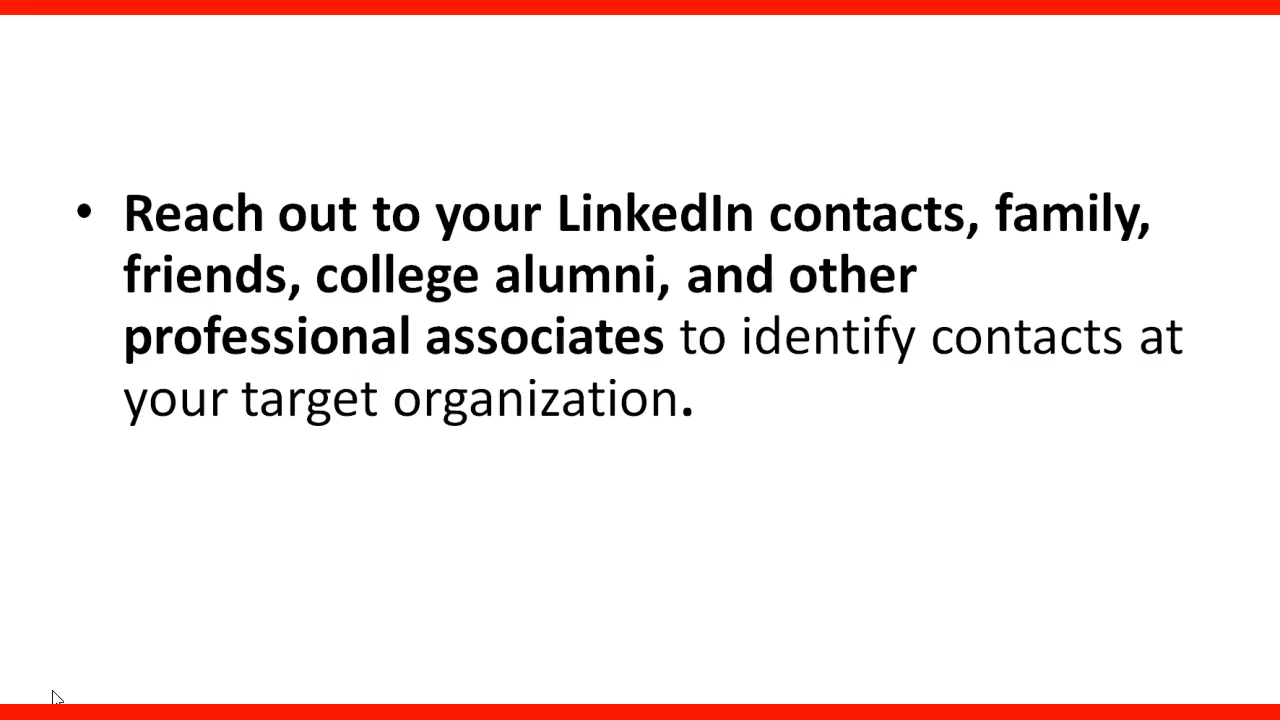 • Reach out to your LinkedIn contacts, family,
friends, college alumni, and other
professional associates to identify contacts at
your target organization.